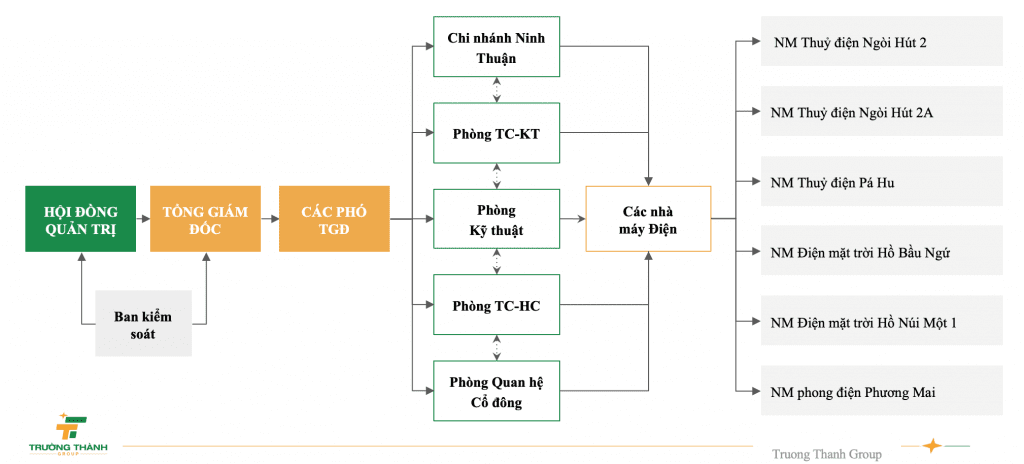 HỘI ĐỒNG
QUẢN TRỊ
TỔNG GIÁM
ĐỐC
CÁC PHÓ
TGĐ
Ban kiểm
soát
Chi nhánh Ninh
Thuận
Phòng TC-KT
Phòng
Kỹ thuật
Phòng TC-HC
Phòng Quan hệ
Cổ đông
Các nhà
máy Điện
NM Thuỷ điện Ngòi Hút 2
NM Thuỷ điện Ngòi Hút 2A
NM Thuỷ điện Pá Hu
NM Điện mặt trời Hồ Bầu Ngứ
NM Điện mặt trời Hồ Núi Một 1
NM phong điện Phương Mai
TRƯỜNG THÀNH
GROUP
Truong Thanh Group